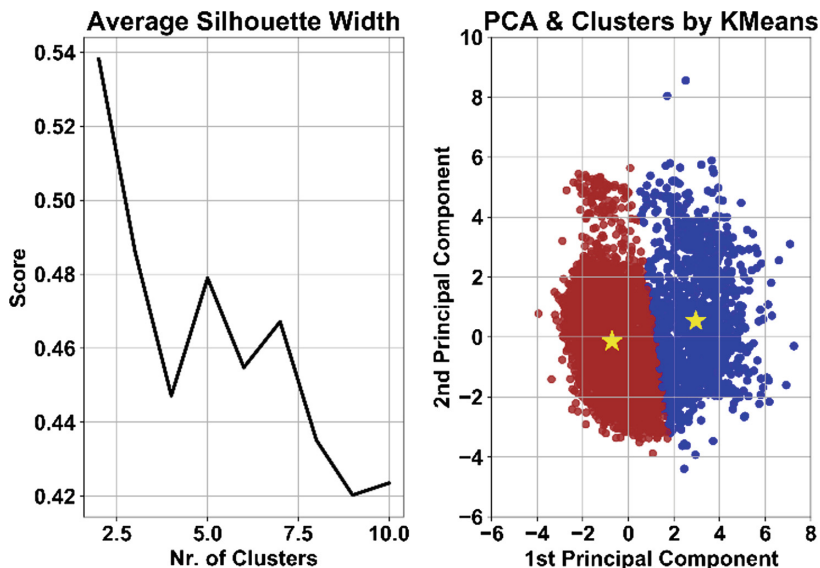 Average Silhouette Width
0.54
0.52
0.50
0.48
0.46
0.44
0.42
Score
2.5 5.0 7.5 10.0
Nr. of Clusters
PCA & Clusters by KMeans
10
8
6
4
2
0
−2
−4
−6
2nd Principal Component
−6 −4 −2 0 2 4 6 8
1st Principal Component